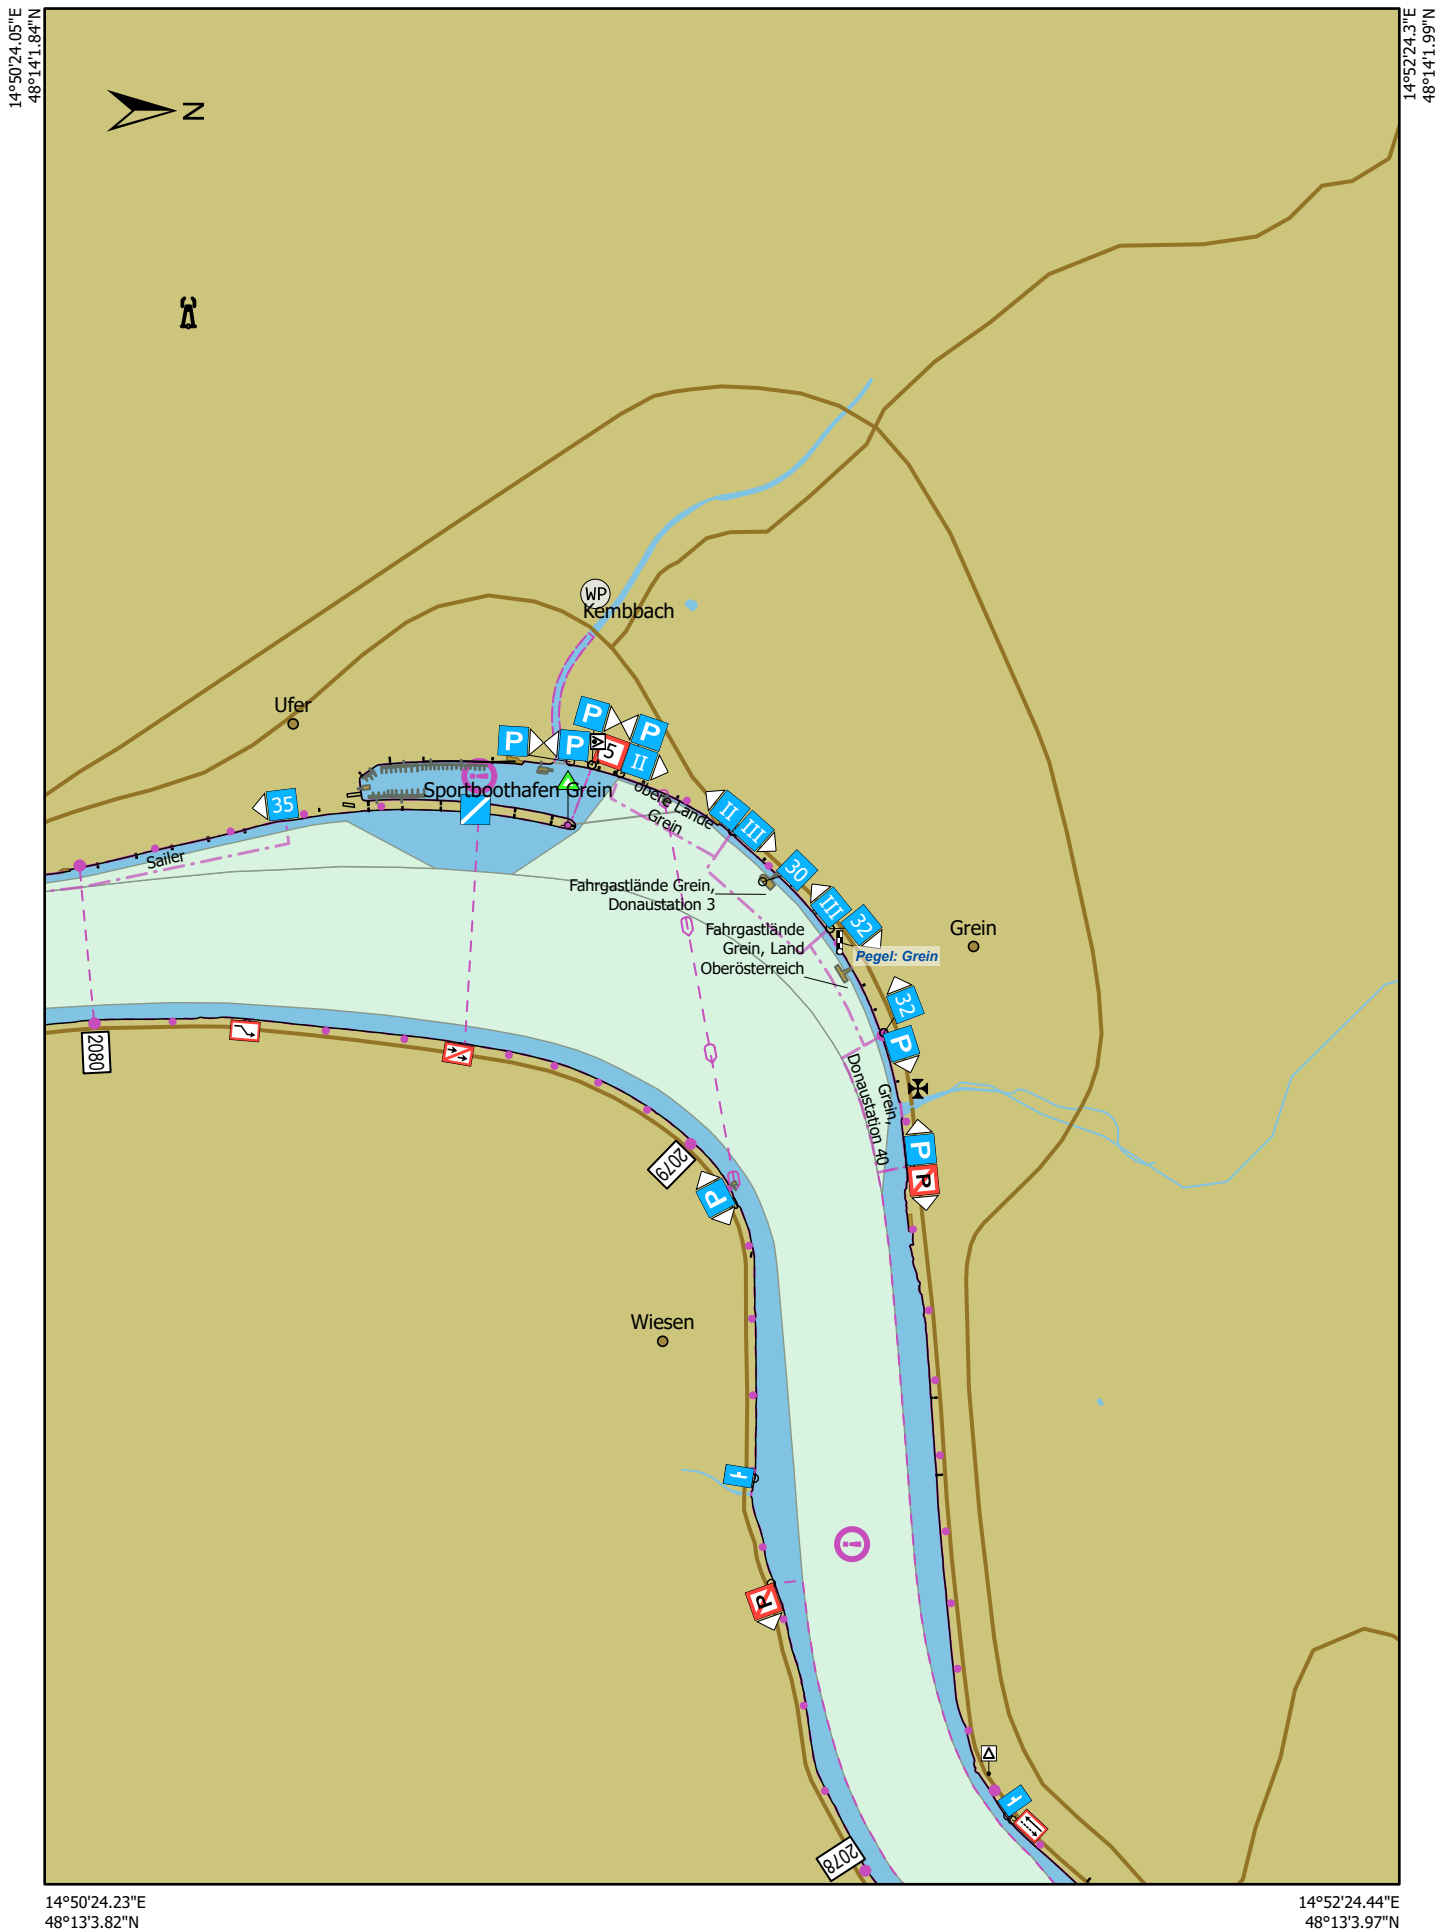 14°50'24.05"E
48°14'1.84"N
14°52'24.3"E
48°14'1.99"N
N
WP
Kembbach
Ufer
P
P
P
P
5
II
Sportboothafen Grein
35
Obere Lände
Grein
II
III
Sailer
30
Fahrgastlände Grein,
Donaustation 3
III
32
Fahrgastlände
Grein, Land
Oberösterreich
Pegel: Grein
Grein
32
P
2080
Grein,
Donaustation 40
2079
P
P
R
Wiesen
R
2078
14°50'24.23"E
48°13'3.82"N
14°52'24.44"E
48°13'3.97"N